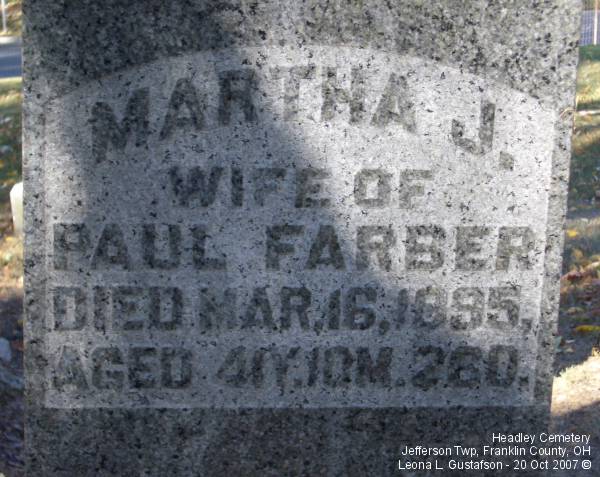 MARTHA J.
WIFE OF
PAUL FARBER
DIED MAR. 16, 1895,
AGED 41Y. 10M. 26D.
Headley Cemetery
Jefferson Twp, Franklin County, OH
Leona L. Gustafson - 20 Oct 2007 ©